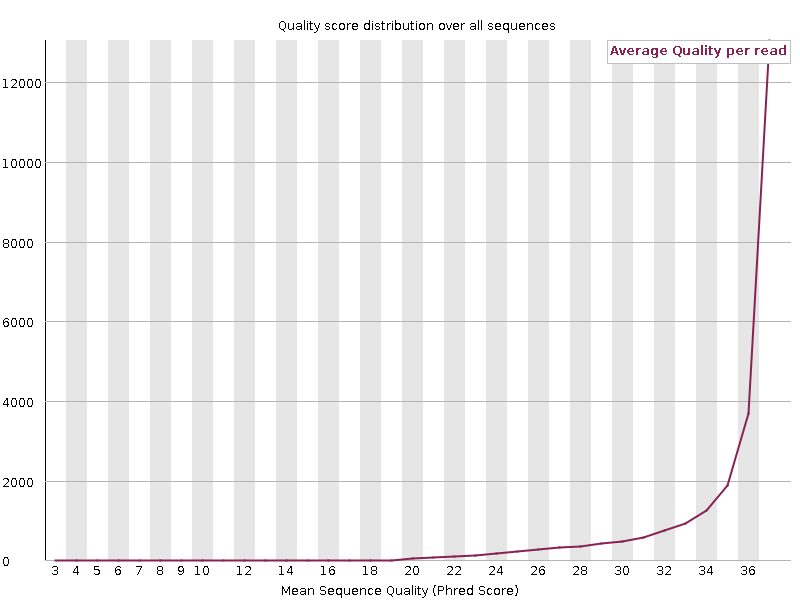 Quality score distribution over all sequences
Average Quality per read
12000
10000
8000
6000
4000
2000
0
3 4 5 6 7 8 9 10 12 14 16 18 20 22 24 26 28 30 32 34 36
Mean Sequence Quality (Phred Score)